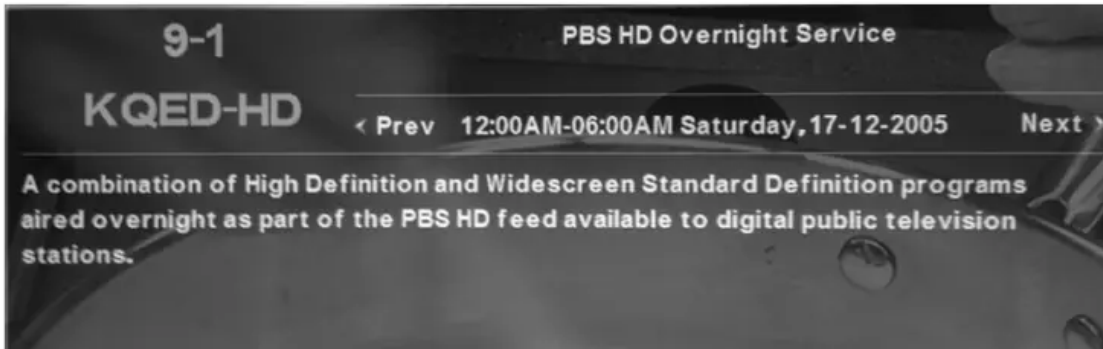 9-1
PBS HD Overnight Service
KQED-HD
< Prev 12:00AM-06:00AM Saturday,17-12-2005 Next >
A combination of High Definition and Widescreen Standard Definition programs
aired overnight as part of the PBS HD feed available to digital public television
stations.